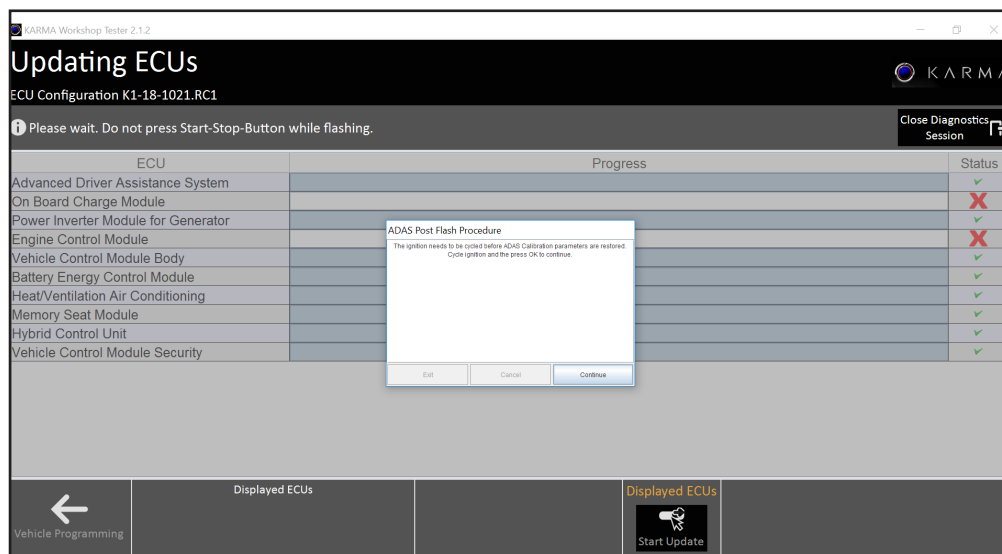 KARMA Workshop Tester 2.1.2
Updating ECUs
KARMA
ECU Configuration K1-18-1021.RC1
Please wait. Do not press Start-Stop-Button while flashing.
Close Diagnostics
Session
ECU Progress Status
Advanced Driver Assistance System
On Board Charge Module
Power Inverter Module for Generator
Engine Control Module
Vehicle Control Module Body
Battery Energy Control Module
Heat/Ventilation Air Conditioning
Memory Seat Module
Hybrid Control Unit
Vehicle Control Module Security
ADAS Post Flash Procedure
The ignition needs to be cycled before ADAS Calibration parameters are restored.
Cycle ignition and the press OK to continue.
Exit Cancel Continue
Vehicle Programming
Displayed ECUs
Displayed ECUs
Start Update